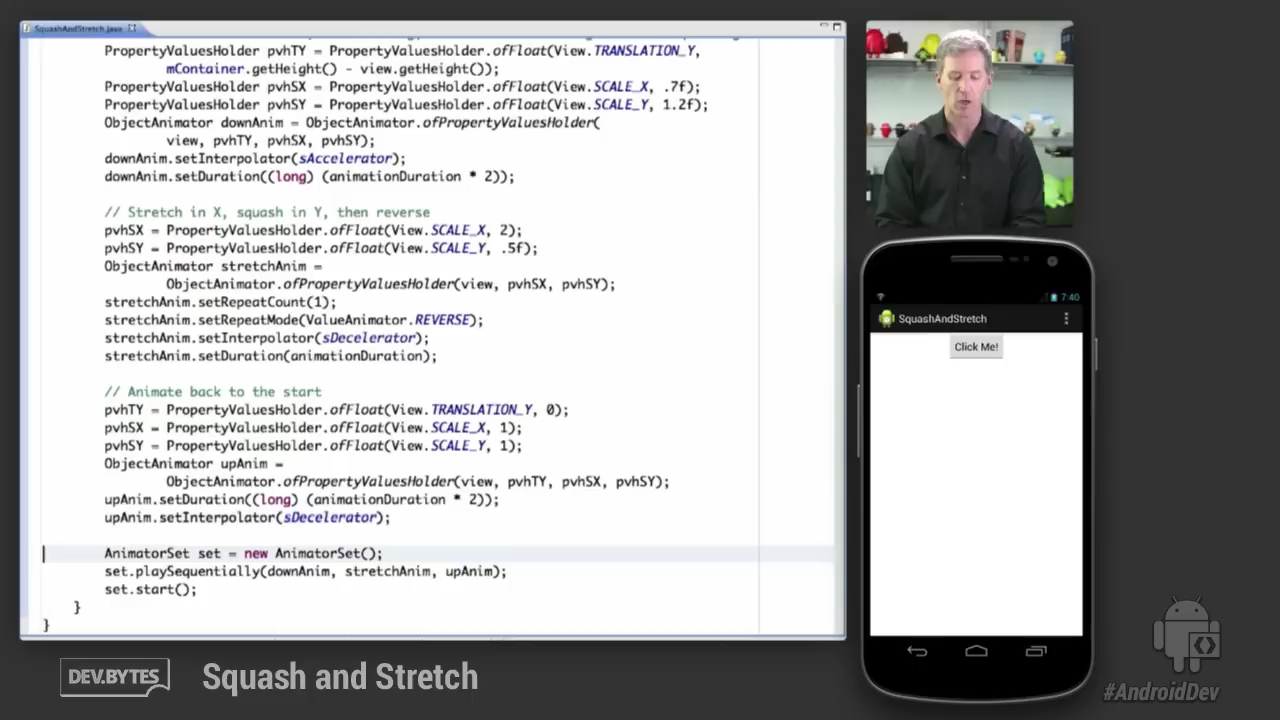 SquashAndStretch.java
PropertyValuesHolder pvhTY = PropertyValuesHolder.ofFloat(View.TRANSLATION_Y,
mContainer.getHeight() - view.getHeight());
PropertyValuesHolder pvhSX = PropertyValuesHolder.ofFloat(View.SCALE_X, .7f);
PropertyValuesHolder pvhSY = PropertyValuesHolder.ofFloat(View.SCALE_Y, 1.2f);
ObjectAnimator downAnim = ObjectAnimator.ofPropertyValuesHolder(
view, pvhTY, pvhSX, pvhSY);
downAnim.setInterpolator(sAccelerator);
downAnim.setDuration((long) (animationDuration * 2));
// Stretch in X, squash in Y, then reverse
pvhSX = PropertyValuesHolder.ofFloat(View.SCALE_X, 2);
pvhSY = PropertyValuesHolder.ofFloat(View.SCALE_Y, .5f);
ObjectAnimator stretchAnim =
ObjectAnimator.ofPropertyValuesHolder(view, pvhSX, pvhSY);
stretchAnim.setRepeatCount(1);
stretchAnim.setRepeatMode(ValueAnimator.REVERSE);
stretchAnim.setInterpolator(sDecelerator);
stretchAnim.setDuration(animationDuration);
// Animate back to the start
pvhTY = PropertyValuesHolder.ofFloat(View.TRANSLATION_Y, 0);
pvhSX = PropertyValuesHolder.ofFloat(View.SCALE_X, 1);
pvhSY = PropertyValuesHolder.ofFloat(View.SCALE_Y, 1);
ObjectAnimator upAnim =
ObjectAnimator.ofPropertyValuesHolder(view, pvhTY, pvhSX, pvhSY);
upAnim.setDuration((long) (animationDuration * 2));
upAnim.setInterpolator(sDecelerator);
AnimatorSet set = new AnimatorSet();
set.playSequentially(downAnim, stretchAnim, upAnim);
set.start();
}
}
7:40
SquashAndStretch
Click Me!
DEV.BYTES
Squash and Stretch
#AndroidDev